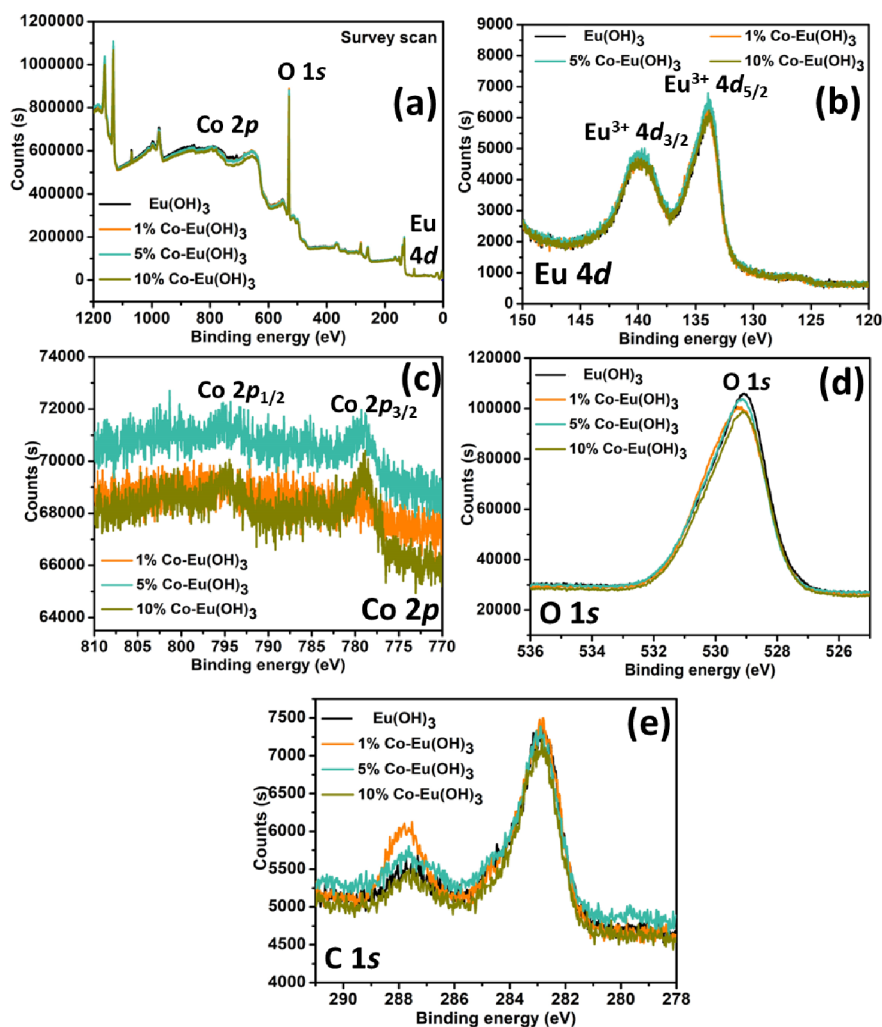 Survey scan
(a)
O 1s
Co 2p
Eu
4d
Eu(OH)3
1% Co-Eu(OH)3
5% Co-Eu(OH)3
10% Co-Eu(OH)3
Counts (s)
1400000
1200000
1000000
800000
600000
400000
200000
0
1200 1000 800 600 400 200 0
Binding energy (eV)
Eu(OH)3 1% Co-Eu(OH)3
5% Co-Eu(OH)3 10% Co-Eu(OH)3
(b)
Eu3+ 4d5/2
Eu3+ 4d3/2
Eu 4d
Counts (s)
9000
8000
7000
6000
5000
4000
3000
2000
1000
0
150 145 140 134 130 125 120
Binding energy (eV)
(c)
Co 2p1/2
Co 2p3/2
1% Co-Eu(OH)3
5% Co-Eu(OH)3
10% Co-Eu(OH)3
Co 2p
Counts (s)
74000
72000
70000
68000
66000
64000
810 800 795 790 782 780 777 770
Binding energy (eV)
(d)
Eu(OH)3
1% Co-Eu(OH)3
5% Co-Eu(OH)3
10% Co-Eu(OH)3
O 1s
O 1s
Counts (s)
120000
100000
80000
60000
40000
20000
536 534 532 530 528 526
Binding energy (eV)
(e)
Eu(OH)3
1% Co-Eu(OH)3
5% Co-Eu(OH)3
10% Co-Eu(OH)3
C 1s
Counts (s)
7500
7000
6000
5500
5000
4500
4000
290 288 286 284 282 280 278
Binding energy (eV)